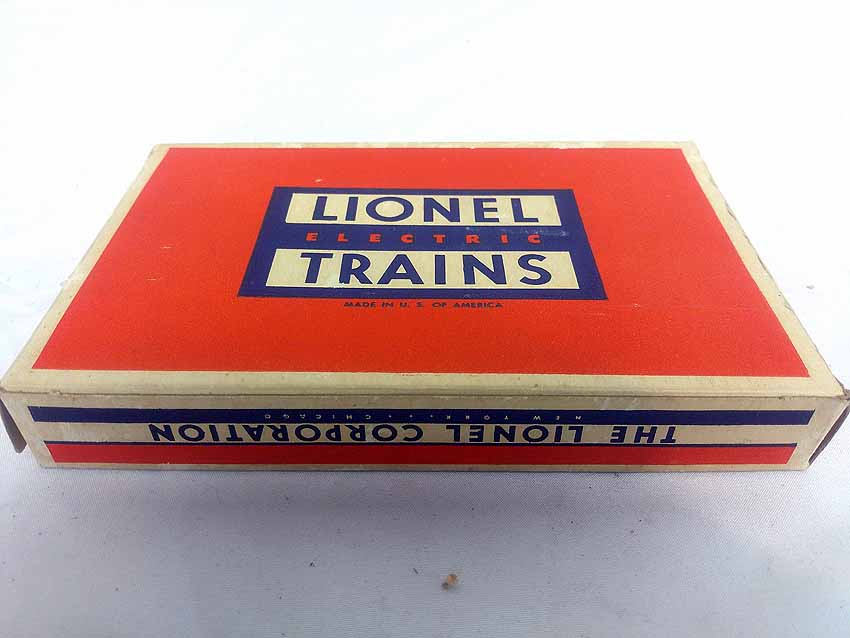 LIONEL
ELECTRIC
TRAINS
MADE IN U. S. OF AMERICA
THE LIONEL CORPORATION
NEW YORK . . CHICAGO